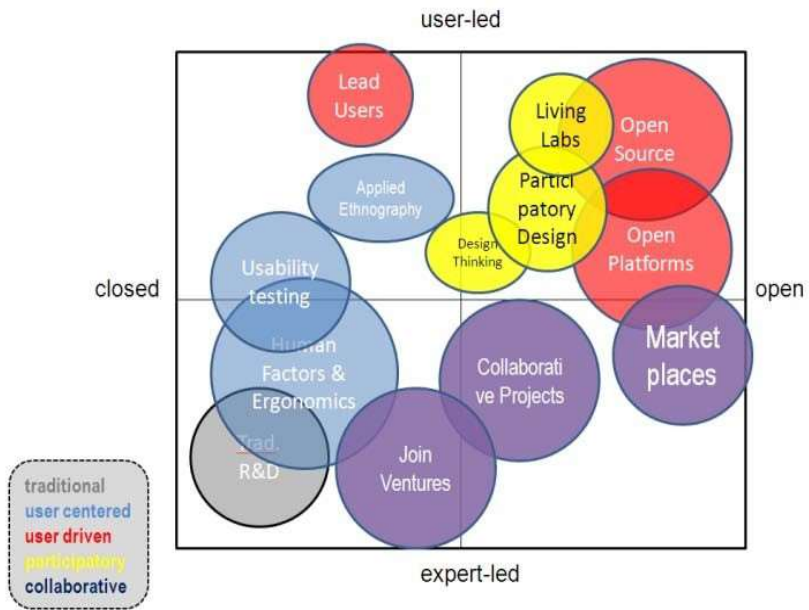 user-led
Lead
Users
Living
Labs
Open
Source
Applied
Ethnography
Partici
patory
Design
Design
Thinking
Open
Platforms
Usability
testing
closed
open
Human
Factors &
Ergonomics
Collaborati
ve Projects
Market
places
Trad.
R&D
Join
Ventures
traditional
user centered
user driven
participatory
collaborative
expert-led